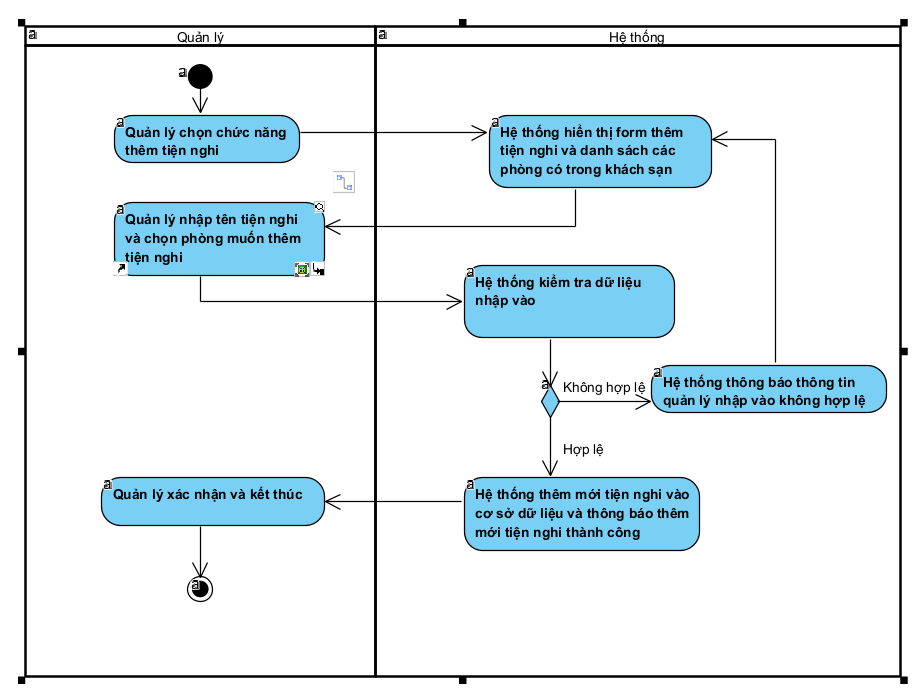 Quản lý
Hệ thống
Quản lý chọn chức năng
thêm tiện nghi
Hệ thống hiển thị form thêm
tiện nghi và danh sách các
phòng có trong khách sạn
Quản lý nhập tên tiện nghi
và chọn phòng muốn thêm
tiện nghi
Hệ thống kiểm tra dữ liệu
nhập vào
Không hợp lệ
Hệ thống thông báo thông tin
quản lý nhập vào không hợp lệ
Hợp lệ
Quản lý xác nhận và kết thúc
Hệ thống thêm mới tiện nghi vào
cơ sở dữ liệu và thông báo thêm
mới tiện nghi thành công